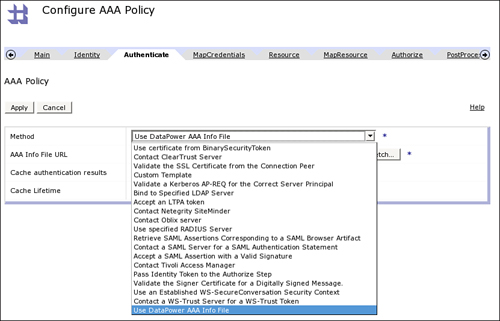 Configure AAA Policy
Main Identity Authenticate MapCredentials Resource MapResource Authorize PostProces
AAA Policy
Apply Cancel Help
Method Use DataPower AAA Info File *
AAA Info File URL tch... *
Cache authentication results
Cache Lifetime
Use certificate from BinarySecurityToken
Contact ClearTrust Server
Validate the SSL Certificate from the Connection Peer
Custom Template
Validate a Kerberos AP-REQ for the Correct Server Principal
Bind to Specified LDAP Server
Accept an LTPA token
Contact Netegrity SiteMinder
Contact Oblix server
Use specified RADIUS Server
Retrieve SAML Assertions Corresponding to a SAML Browser Artifact
Contact a SAML Server for a SAML Authentication Statement
Accept a SAML Assertion with a Valid Signature
Contact Tivoli Access Manager
Pass Identity Token to the Authorize Step
Validate the Signer Certificate for a Digitally Signed Message.
Use an Established WS-SecureConversation Security Context
Contact a WS-Trust Server for a WS-Trust Token
Use DataPower AAA Info File